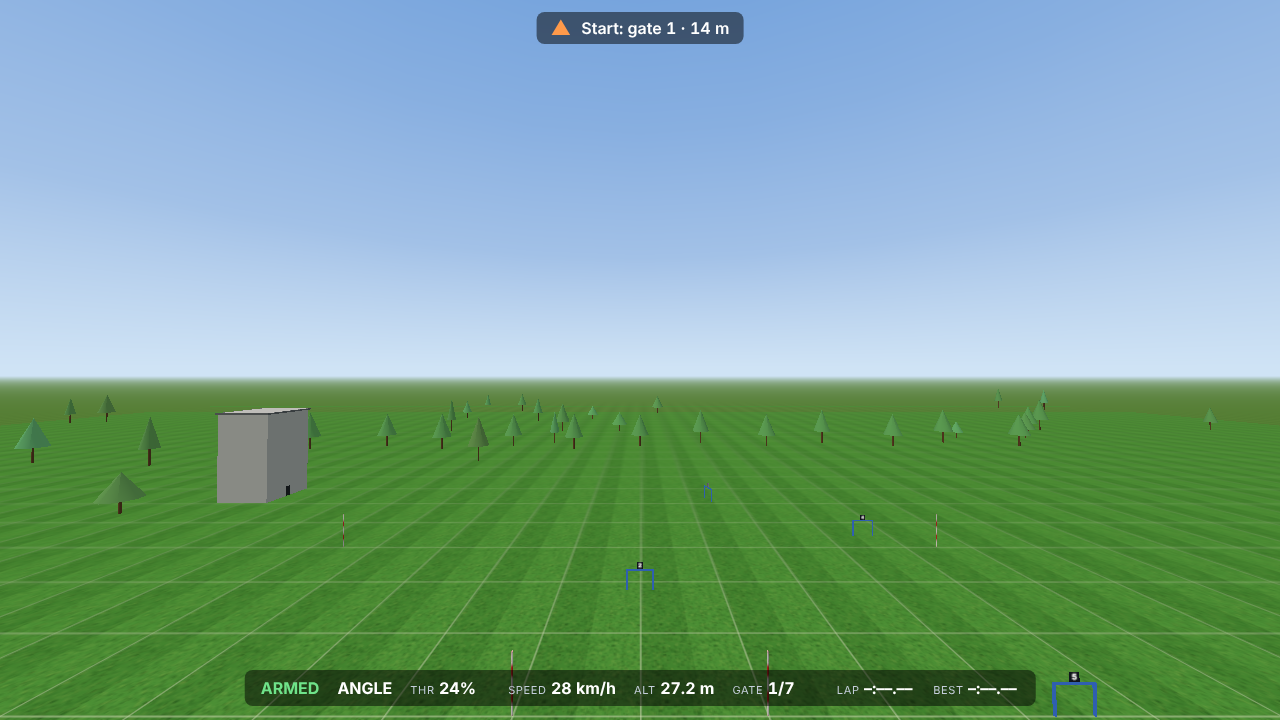 Start: gate 1 · 14 m
5
ARMED ANGLE THR 24% SPEED 28 km/h ALT 27.2 m GATE 1/7 LAP –:––.–– BEST –:––.––